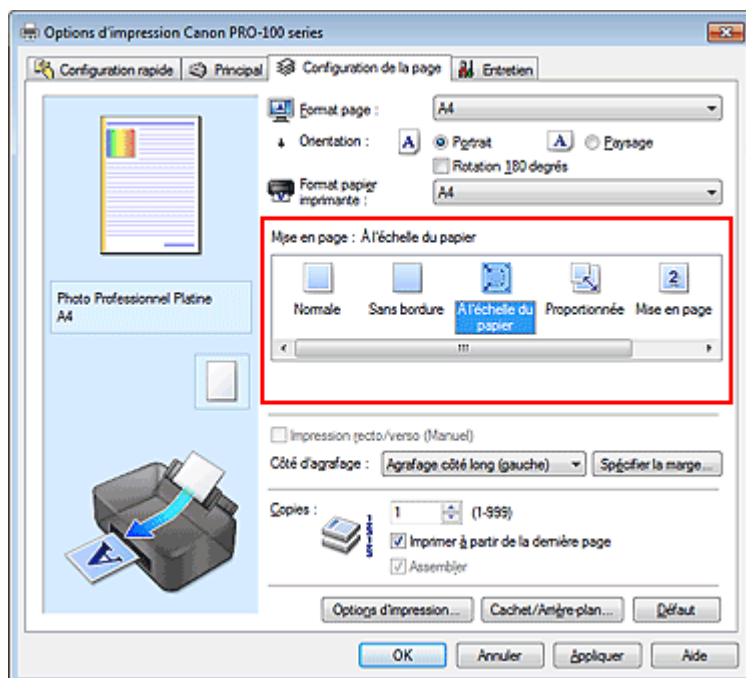 Options d'impression Canon PRO-100 series
Configuration rapide Principal Configuration de la page Entretien
Format page : A4
Orientation : A Portrait A Paysage
Rotation 180 degrés
Format papier imprimante : A4
Mise en page : À l'échelle du papier
Normale Sans bordure À l'échelle du papier Proportionnée 2 Mise en page
Photo Professionnel Platine
A4
Impression recto/verso (Manuel)
Côté d'agrafage : Agrafage côté long (gauche) Spécifier la marge...
Copies : 1 (1-999)
Imprimer à partir de la dernière page
Assembler
A
Options d'impression... Cachet/Arrière-plan... Défaut
OK Annuler Appliquer Aide